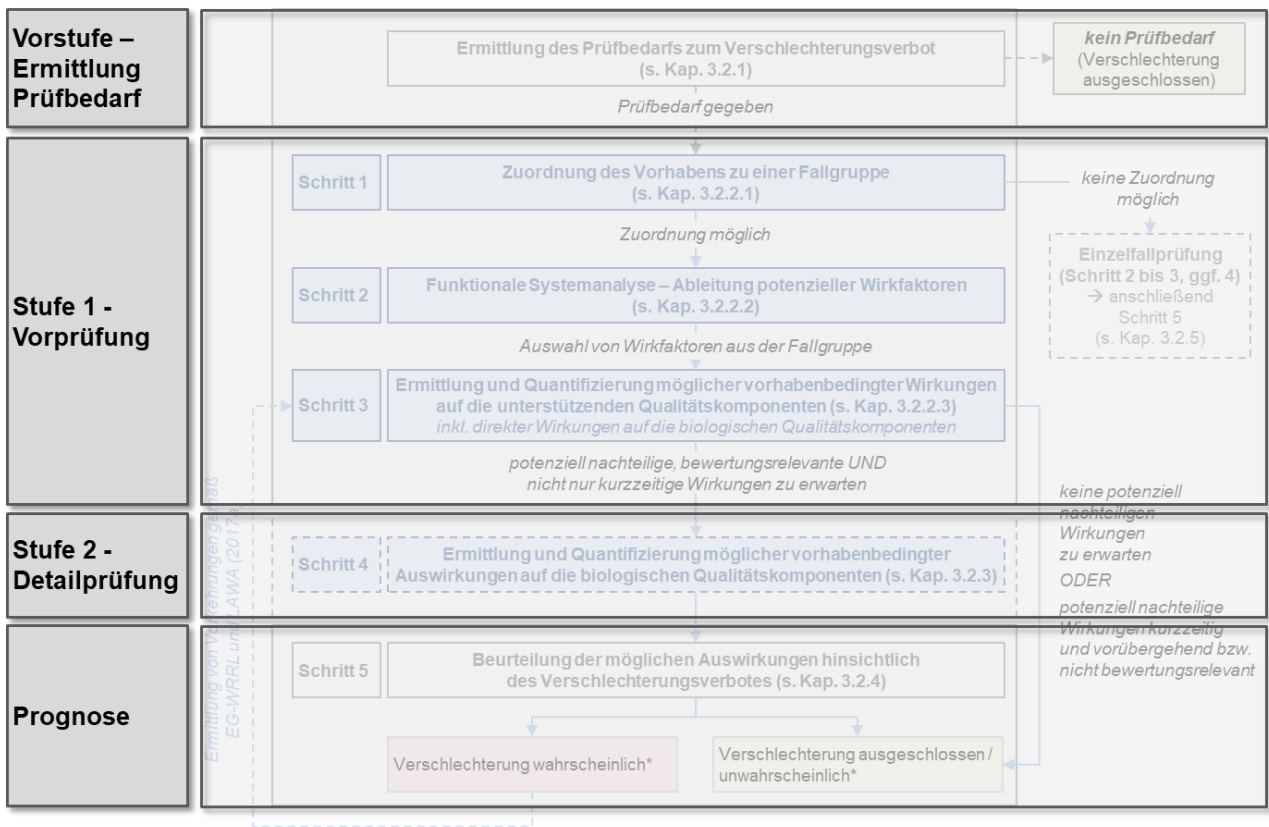 Vorstufe –
Ermittlung
Prüfbedarf
Ermittlung des Prüfbedarfs zum Verschlechterungsverbot
(s. Kap. 3.2.1)
kein Prüfbedarf
(Verschlechterung
ausgeschlossen)
Prüfbedarf gegeben
Stufe 1 -
Vorprüfung
Schritt 1
Zuordnung des Vorhabens zu einer Fallgruppe
(s. Kap. 3.2.2.1)
keine Zuordnung
möglich
Zuordnung möglich
Schritt 2
Funktionale Systemanalyse – Ableitung potenzieller Wirkfaktoren
(s. Kap. 3.2.2.2)
Einzelfallprüfung
(Schritt 2 bis 3, ggf. 4)
→ anschließend
Schritt 5
(s. Kap. 3.2.5)
Auswahl von Wirkfaktoren aus der Fallgruppe
Schritt 3
Ermittlung und Quantifizierung möglicher vorhabenbedingter Wirkungen
auf die unterstützenden Qualitätskomponenten (s. Kap. 3.2.2.3)
inkl. direkter Wirkungen auf die biologischen Qualitätskomponenten
potenziell nachteilige, bewertungsrelevante UND
nicht nur kurzzeitige Wirkungen zu erwarten
keine potenziell
nachteiligen
Wirkungen
zu erwarten
ODER
potenziell nachteilige
Wirkungen kurzzeitig
und vorübergehend bzw.
nicht bewertungsrelevant
Stufe 2 -
Detailprüfung
Schritt 4
Ermittlung und Quantifizierung möglicher vorhabenbedingter
Auswirkungen auf die biologischen Qualitätskomponenten (s. Kap. 3.2.3)
Prognose
Schritt 5
Beurteilung der möglichen Auswirkungen hinsichtlich
des Verschlechterungsverbotes (s. Kap. 3.2.4)
Verschlechterung wahrscheinlich*
Verschlechterung ausgeschlossen /
unwahrscheinlich*
Ermittlung von Vorkehrungen gemäß
EG-WRRL und LAWA (2017a)